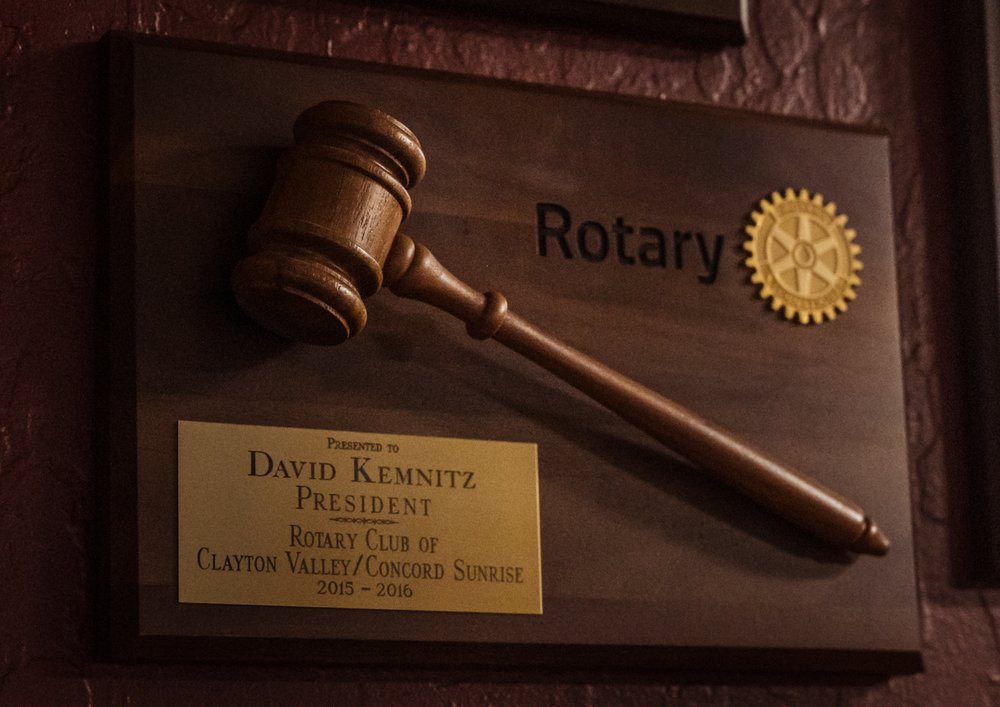 Rotary
PRESENTED TO
DAVID KEMNITZ
PRESIDENT
ROTARY CLUB OF
CLAYTON VALLEY/CONCORD SUNRISE
2015 – 2016